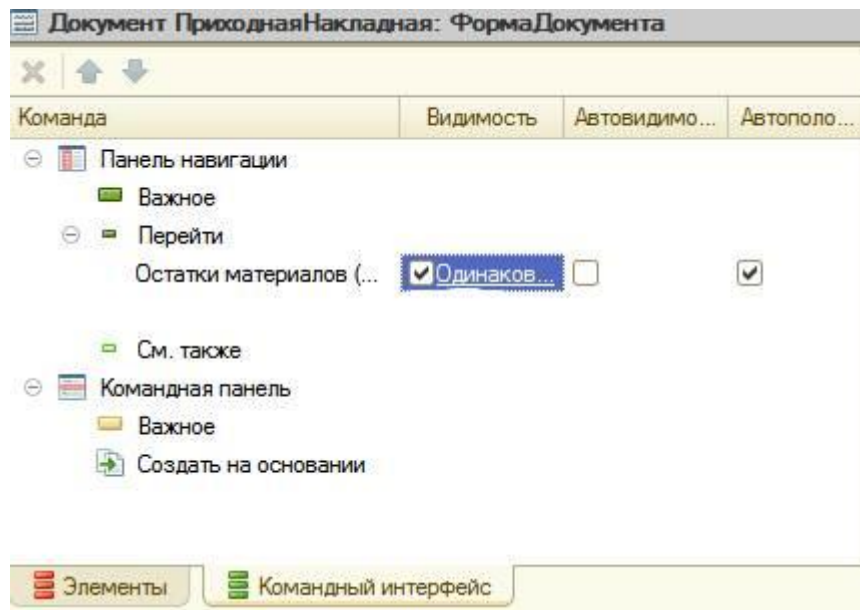 Документ ПриходнаяНакладная: ФормаДокумента
Команда Видимость Автовидимо... Автополо...
Панель навигации
Важное
Перейти
Остатки материалов (... Одинаков...
См. также
Командная панель
Важное
Создать на основании
Элементы Командный интерфейс